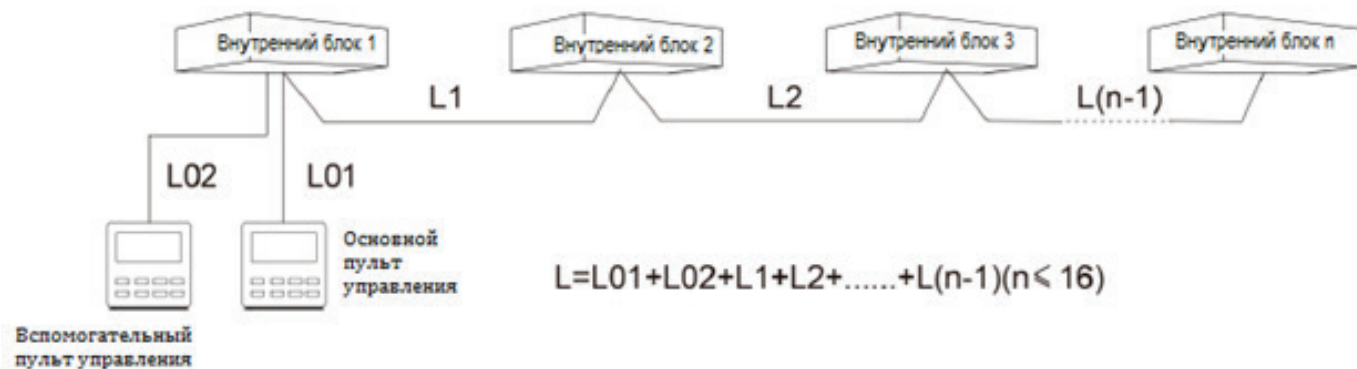 Внутренний блок 1
Внутренний блок 2
Внутренний блок 3
Внутренний блок n
L1
L2
L(n-1)
L02
L01
Основной
пульт
управления
L=L01+L02+L1+L2+......+L(n-1)(n≤16)
Вспомогательный
пульт управления